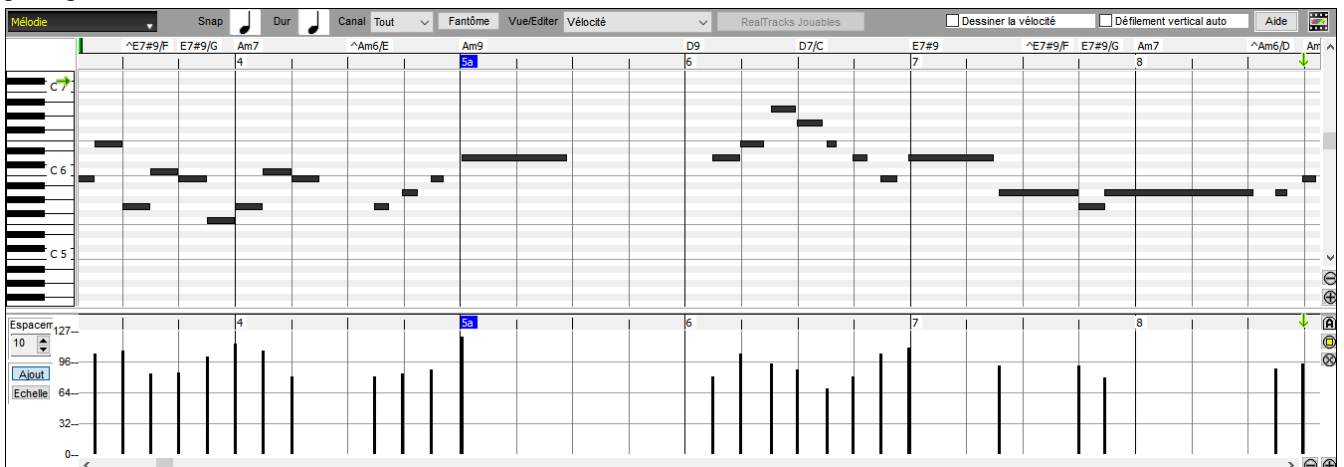 Mélodie Snap Dur Canal Tout Fantôme Vue/Editer Vélocité RealTracks Jouables Dessiner la vélocité Défilement vertical auto Aide
^E7#9/F E7#9/G Am7 ^Am6/E Am9 D9 D7/C E7#9 ^E7#9/F E7#9/G Am7 ^Am6/D Am
4 5a 6 7 8
C 7
C 6
C 5
Espacem 4 5a 6 7 8
127--
10
96--
Ajout
Echelle 64--
32--
0--